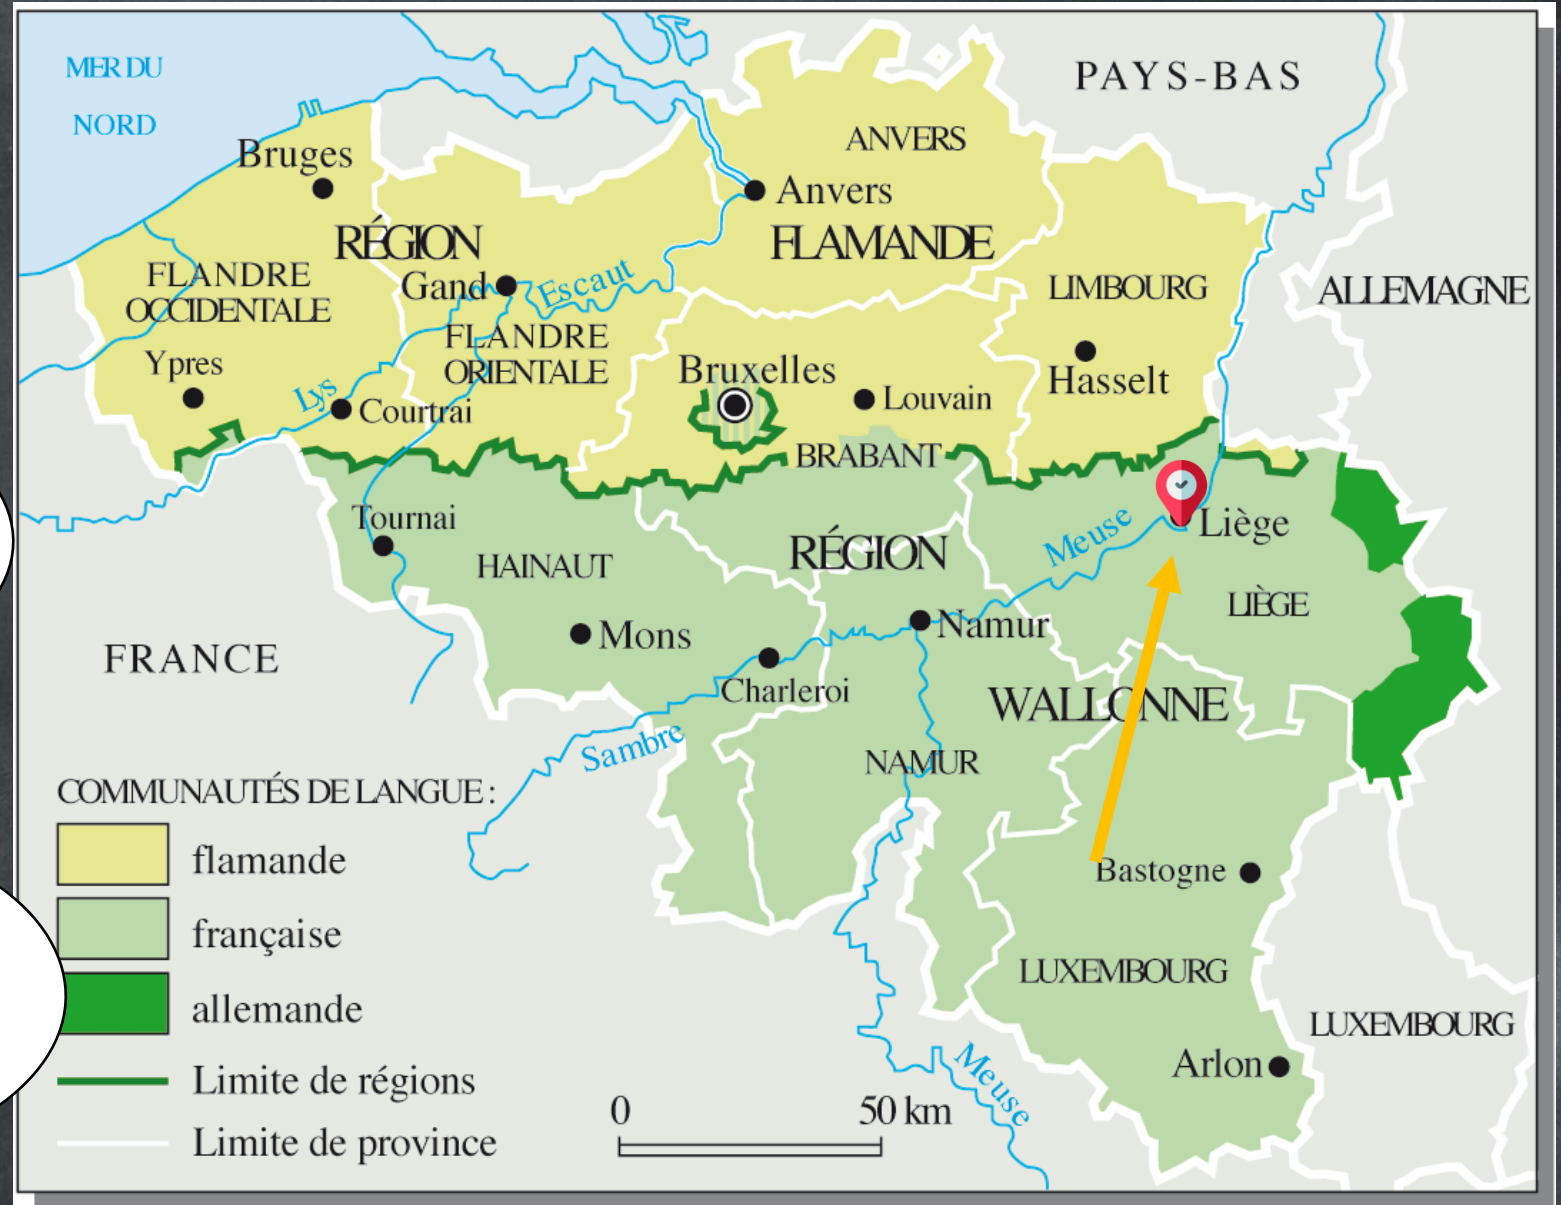 MER DU
NORD
PAYS-BAS
ANVERS
Bruges
Anvers
RÉGION
FLAMANDE
FLANDRE
OCCIDENTALE
Gand
Escaut
LIMBOURG
ALLEMAGNE
FLANDRE
ORIENTALE
Ypres
Bruxelles
Hasselt
Lys
Courtrai
Louvain
BRABANT
Tournai
Meuse
Liège
HAINAUT
RÉGION
LIÈGE
Mons
Namur
FRANCE
Charleroi
WALLONNE
Sambre
NAMUR
COMMUNAUTÉS DE LANGUE :
flamande
Bastogne
française
LUXEMBOURG
allemande
LUXEMBOURG
Meuse
Arlon
Limite de régions
0 50 km
Limite de province